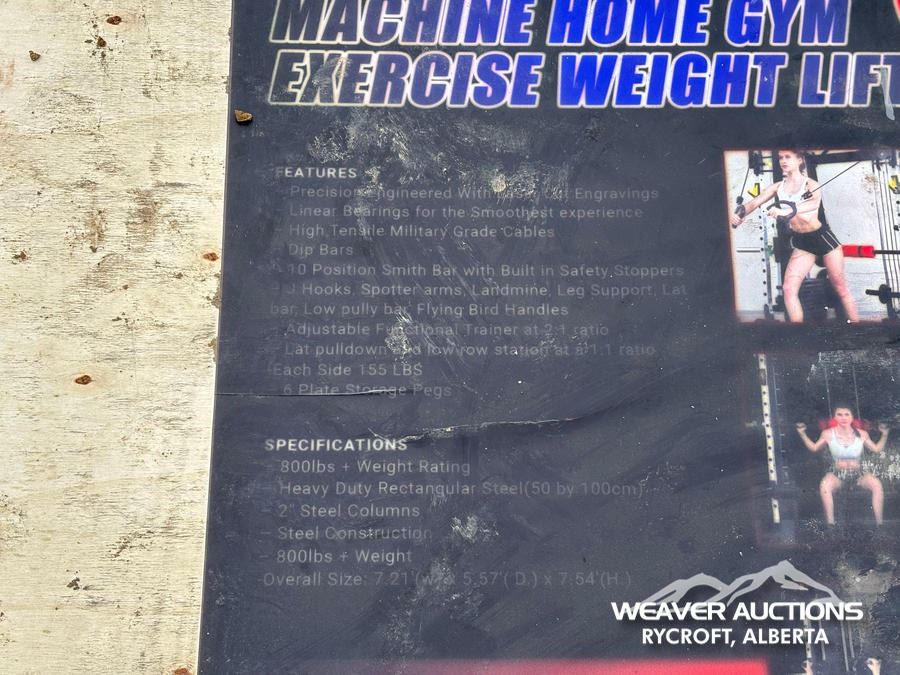 MACHINE HOME GYM
EXERCISE WEIGHT LIFT
FEATURES
Precision Engineered With Laser Cut Engravings
Linear Bearings for the Smoothest experience
High Tensile Military Grade Cables
Dip Bars
10 Position Smith Bar with Built in Safety Stoppers
- J Hooks, Spotter arms, Landmine, Leg Support, Lat
bar, Low pully bar, Flying Bird Handles
- Adjustable Functional Trainer at 2:1 ratio
Lat pulldown and low row station at a 1:1 ratio
-Each Side 155 LBS
- 6 Plate Storage Pegs
SPECIFICATIONS
- 800lbs + Weight Rating
- Heavy Duty Rectangular Steel(50 by 100cm)
- 2" Steel Columns
- Steel Construction
- 800lbs + Weight
Overall Size: 7.21'(w) x 5.57'( D.) x 7.54'(H.)
WEAVER AUCTIONS
RYCROFT, ALBERTA